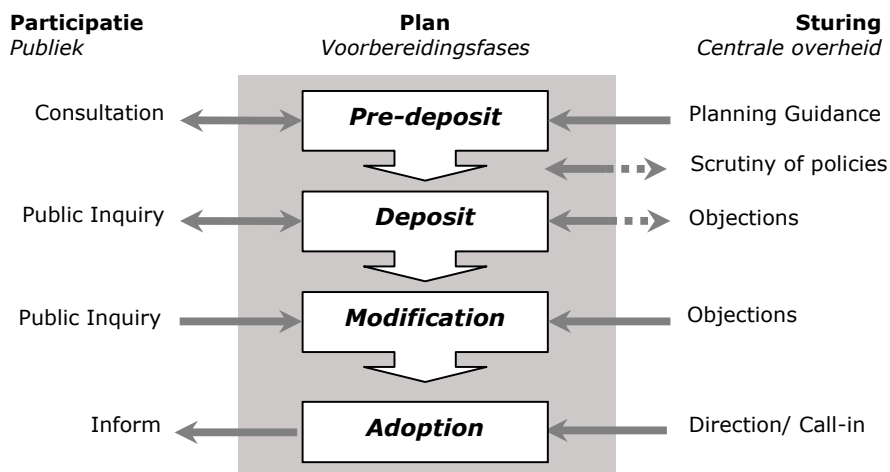 Participatie Plan Sturing
Publiek Voorbereidingsfases Centrale overheid
Consultation Pre-deposit Planning Guidance
Scrutiny of policies
Public Inquiry Deposit Objections
Public Inquiry Modification Objections
Inform Adoption Direction/ Call-in